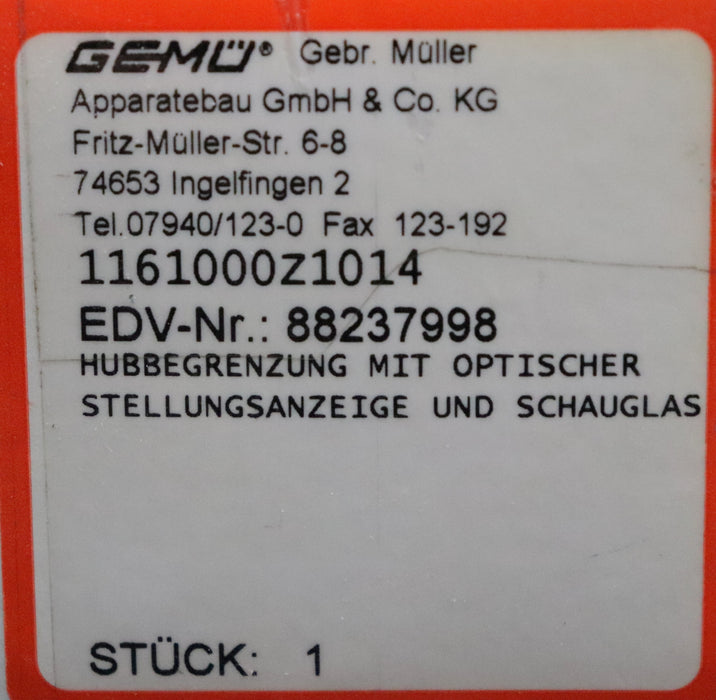 GEMÜ® Gebr. Müller
Apparatebau GmbH & Co. KG
Fritz-Müller-Str. 6-8
74653 Ingelfingen 2
Tel.07940/123-0 Fax 123-192
1161000Z1014
EDV-Nr.: 88237998
HUBBEGRENZUNG MIT OPTISCHER
STELLUNGSANZEIGE UND SCHAUGLAS
STÜCK: 1